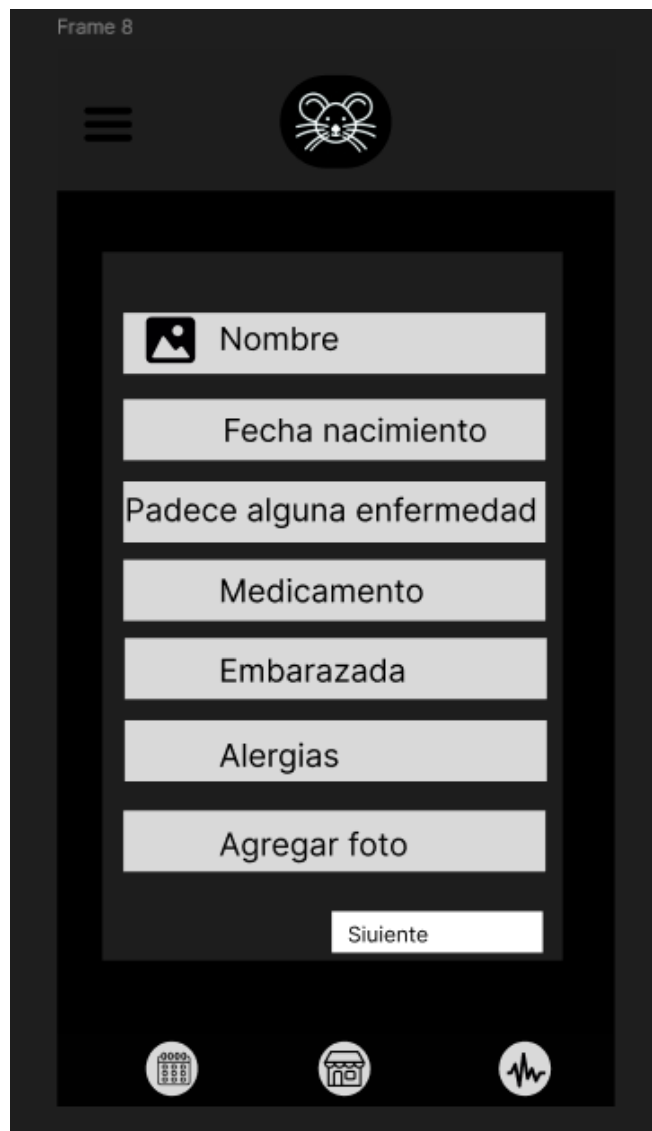 Frame 8
Nombre
Fecha nacimiento
Padece alguna enfermedad
Medicamento
Embarazada
Alergias
Agregar foto
Siuiente